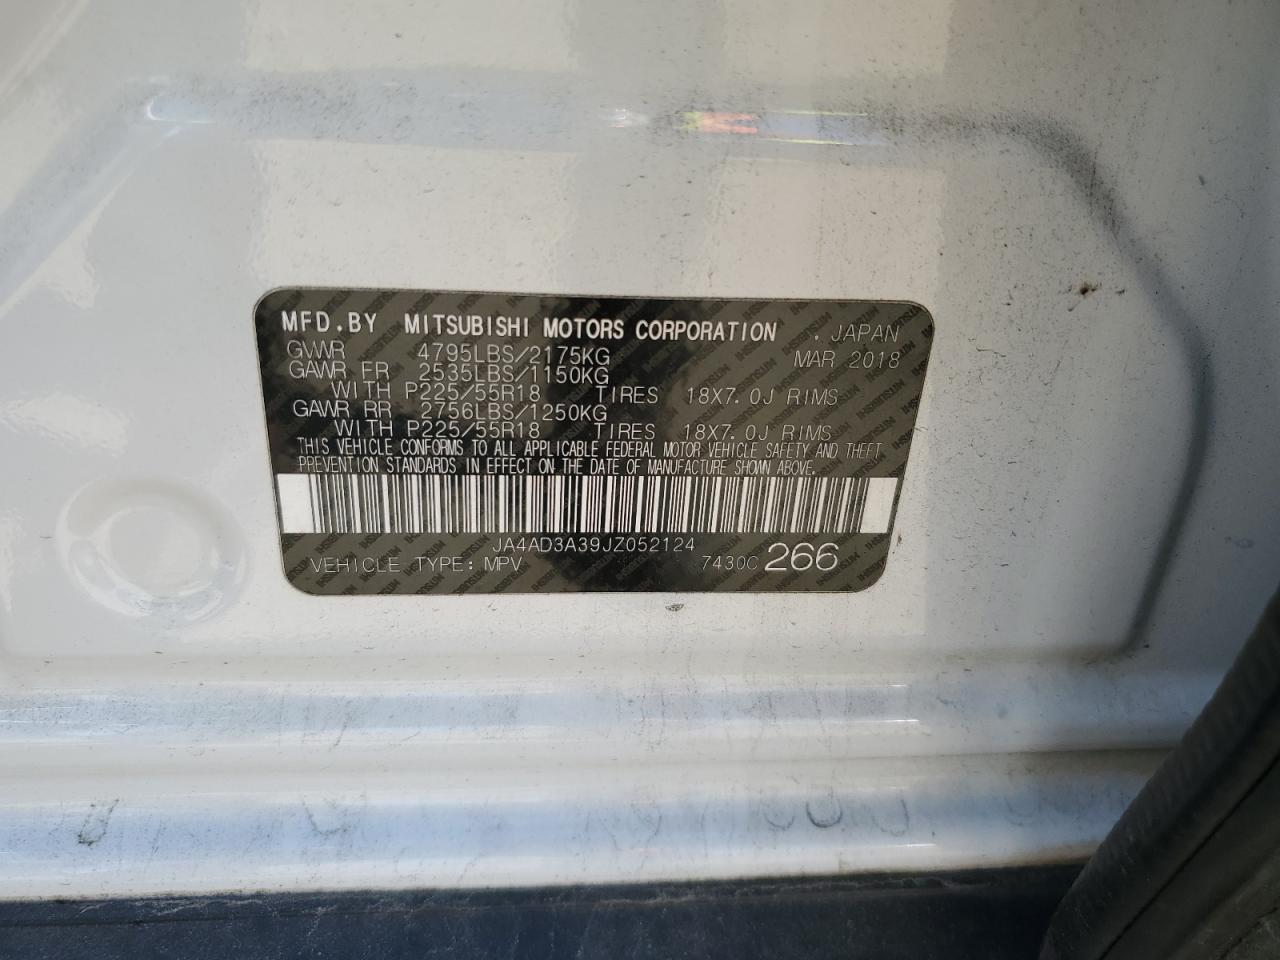 MFD.BY MITSUBISHI MOTORS CORPORATION . JAPAN
GVWR 4795LBS/2175KG MAR 2018
GAWR FR 2535LBS/1150KG
WITH P225/55R18 TIRES 18X7.0J RIMS
GAWR RR 2756LBS/1250KG
WITH P225/55R18 TIRES 18X7.0J RIMS
THIS VEHICLE CONFORMS TO ALL APPLICABLE FEDERAL MOTOR VEHICLE SAFETY AND THEFT
PREVENTION STANDARDS IN EFFECT ON THE DATE OF MANUFACTURE SHOWN ABOVE.
JA4AD3A39JZ052124
VEHICLE TYPE: MPV 7430C 266